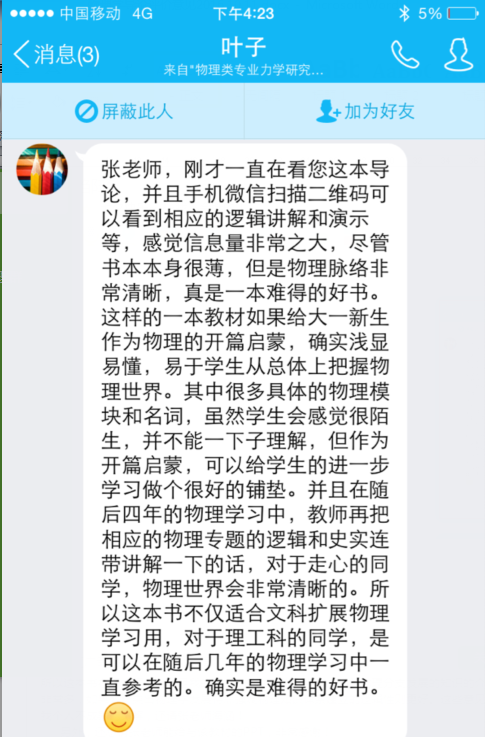 中国移动 4G 下午4:23 5%
消息(3) 叶子
来自"物理类专业力学研究...
屏蔽此人 加为好友
张老师，刚才一直在看您这本导
论，并且手机微信扫描二维码可
以看到相应的逻辑讲解和演示
等，感觉信息量非常之大，尽管
书本本身很薄，但是物理脉络非
常清晰，真是一本难得的好书。
这样的一本教材如果给大一新生
作为物理的开篇启蒙，确实浅显
易懂，易于学生从总体上把握物
理世界。其中很多具体的物理模
块和名词，虽然学生会感觉很陌
生，并不能一下子理解，但作为
开篇启蒙，可以给学生的进一步
学习做个很好的铺垫。并且在随
后四年的物理学习中，教师再把
相应的物理专题的逻辑和史实连
带讲解一下的话，对于走心的同
学，物理世界会非常清晰的。所
以这本书不仅适合文科扩展物理
学习用，对于理工科的同学，是
可以在随后几年的物理学习中一
直参考的。确实是难得的好书。